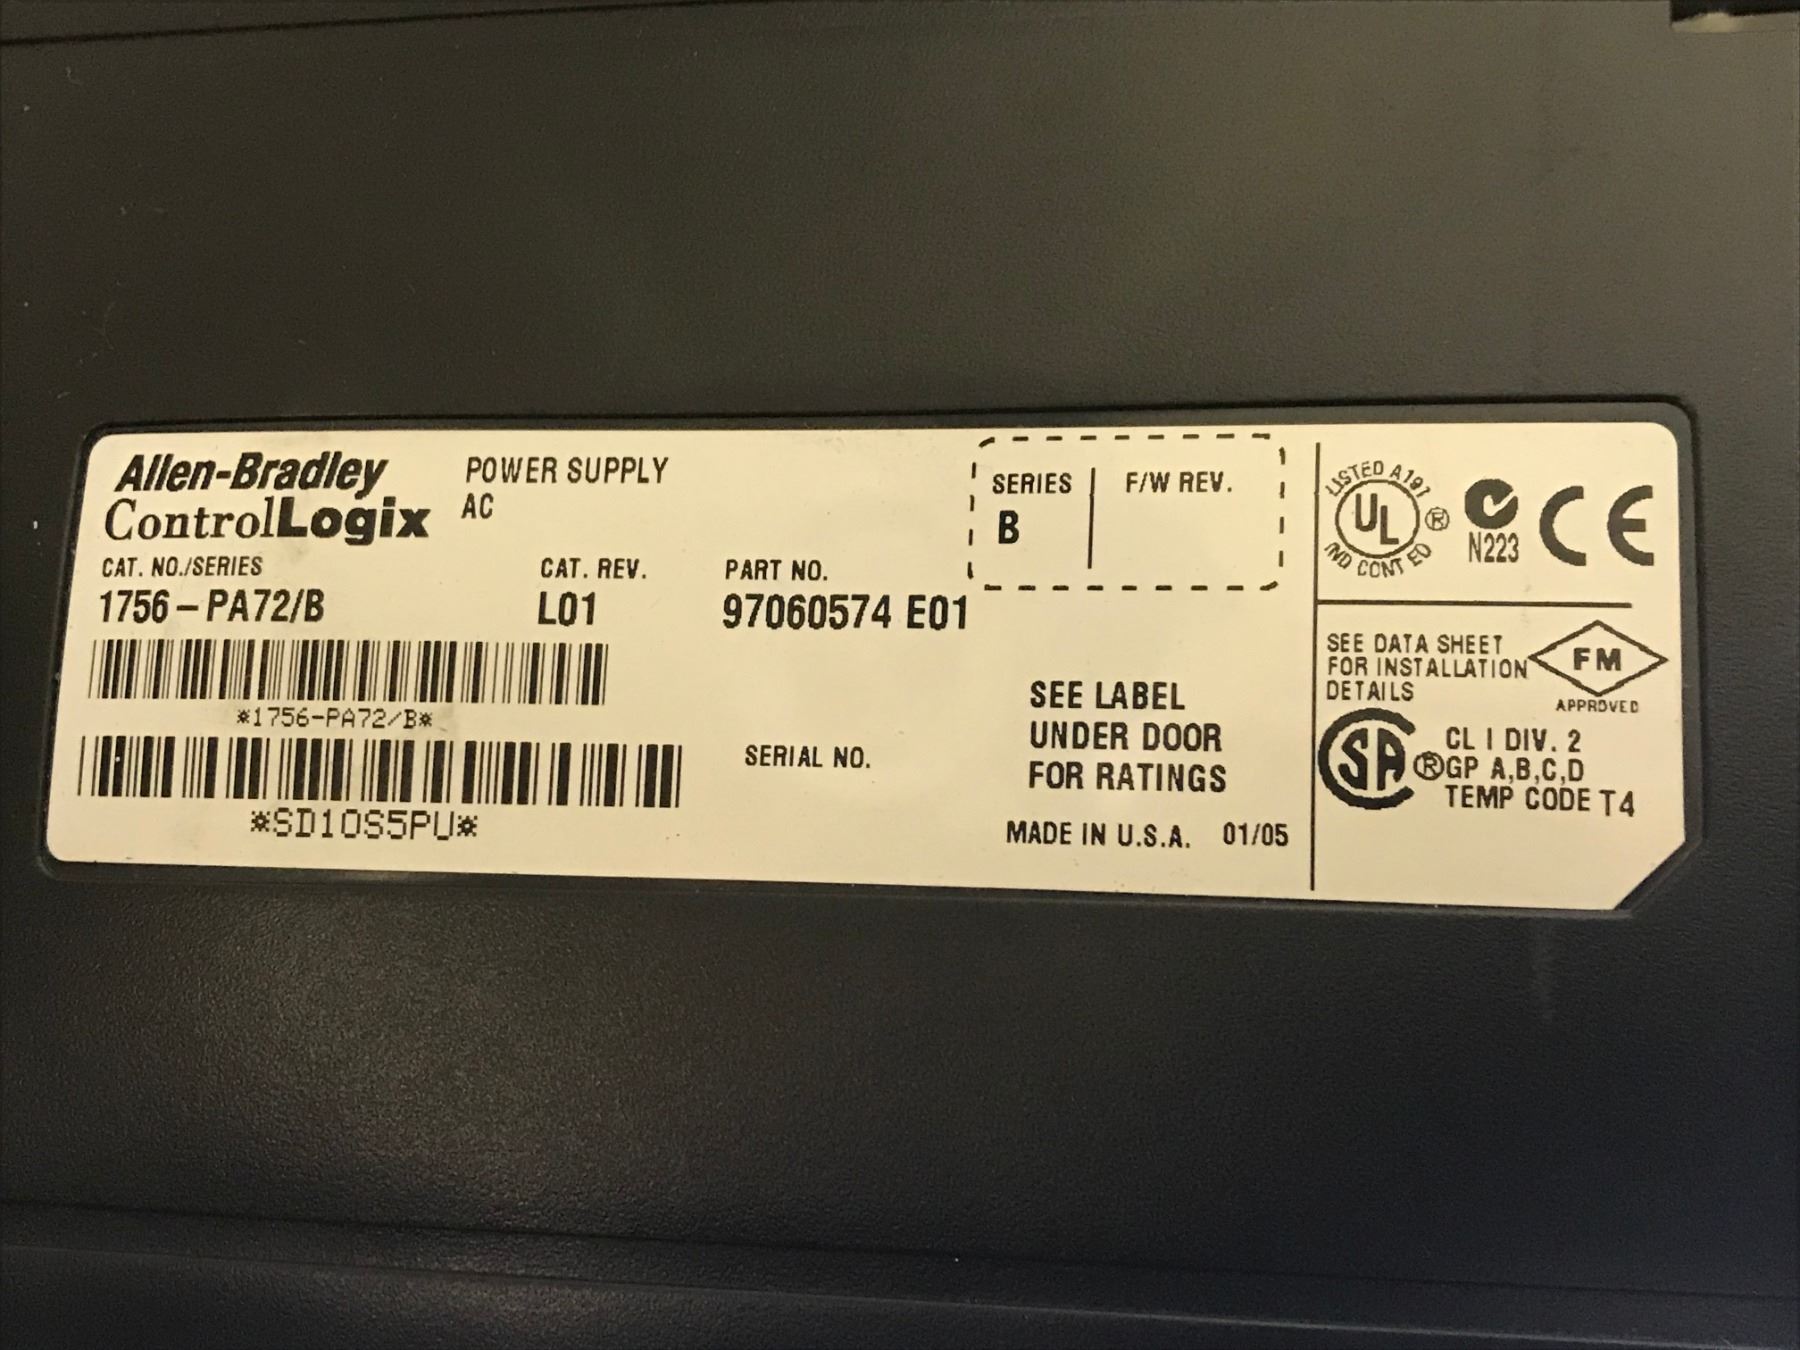 Allen-Bradley
ControlLogix
POWER SUPPLY
AC
CAT. NO./SERIES
1756-PA72/B
CAT. REV.
L01
PART NO.
97060574 E01
*1756-PA72/B*
*SD10S5PU*
SERIAL NO.
SERIES
B
F/W REV.
SEE LABEL
UNDER DOOR
FOR RATINGS
MADE IN U.S.A. 01/05
LISTED A197
UL ®
IND CONT EQ
N223
CE
SEE DATA SHEET
FOR INSTALLATION
DETAILS
FM
APPROVED
SA ®
CL I DIV. 2
GP A,B,C,D
TEMP CODE T4